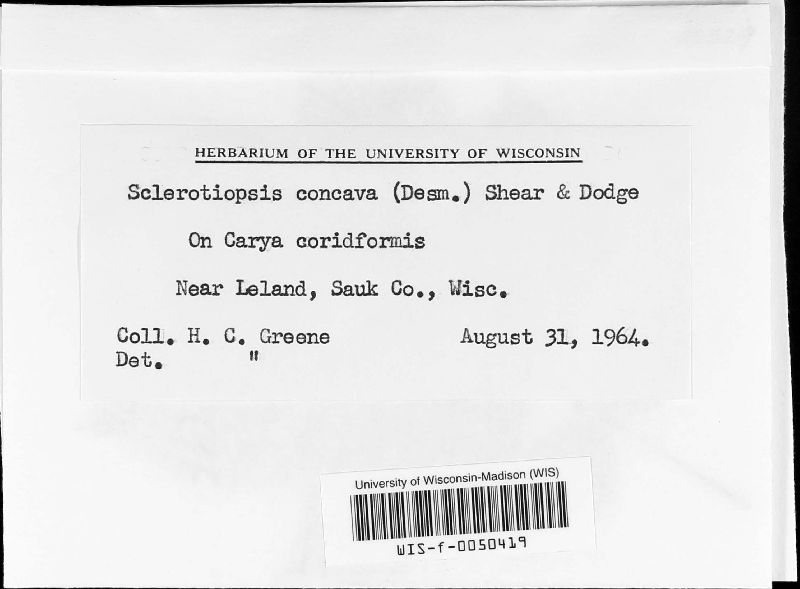 HERBARIUM OF THE UNIVERSITY OF WISCONSIN
Sclerotiopsis concava (Desm.) Shear & Dodge
On Carya coridformis
Near Leland, Sauk Co., Wisc.
Coll. H. C. Greene August 31, 1964.
Det. "
University of Wisconsin-Madison (WIS)
WIS-f-0050419